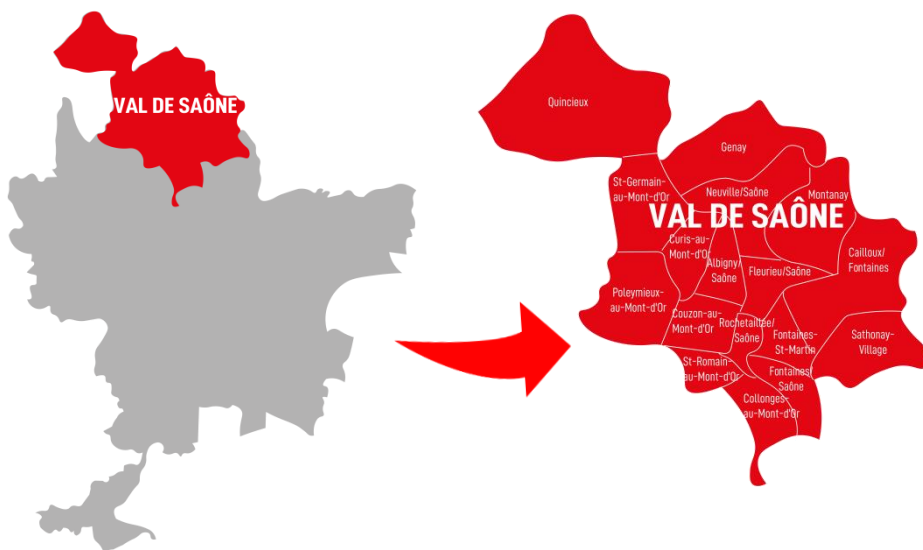 VAL DE SAÔNE
Quincieux
Genay
St-Germain-
au-Mont-d'Or
Neuville/Saône
Montanay
VAL DE SAÔNE
Curis-au-
Mont-d'Or
Albigny/
Saône
Fleurieu/Saône
Cailloux/
Fontaines
Poleymieux-
au-Mont-d'Or
Couzon-au-
Mont-d'Or
Rochetaillée/
Saône
Fontaines-
St-Martin
Sathonay-
Village
St-Romain-
au-Mont-d'Or
Fontaines/
Saône
Collonges-
au-Mont-d'Or